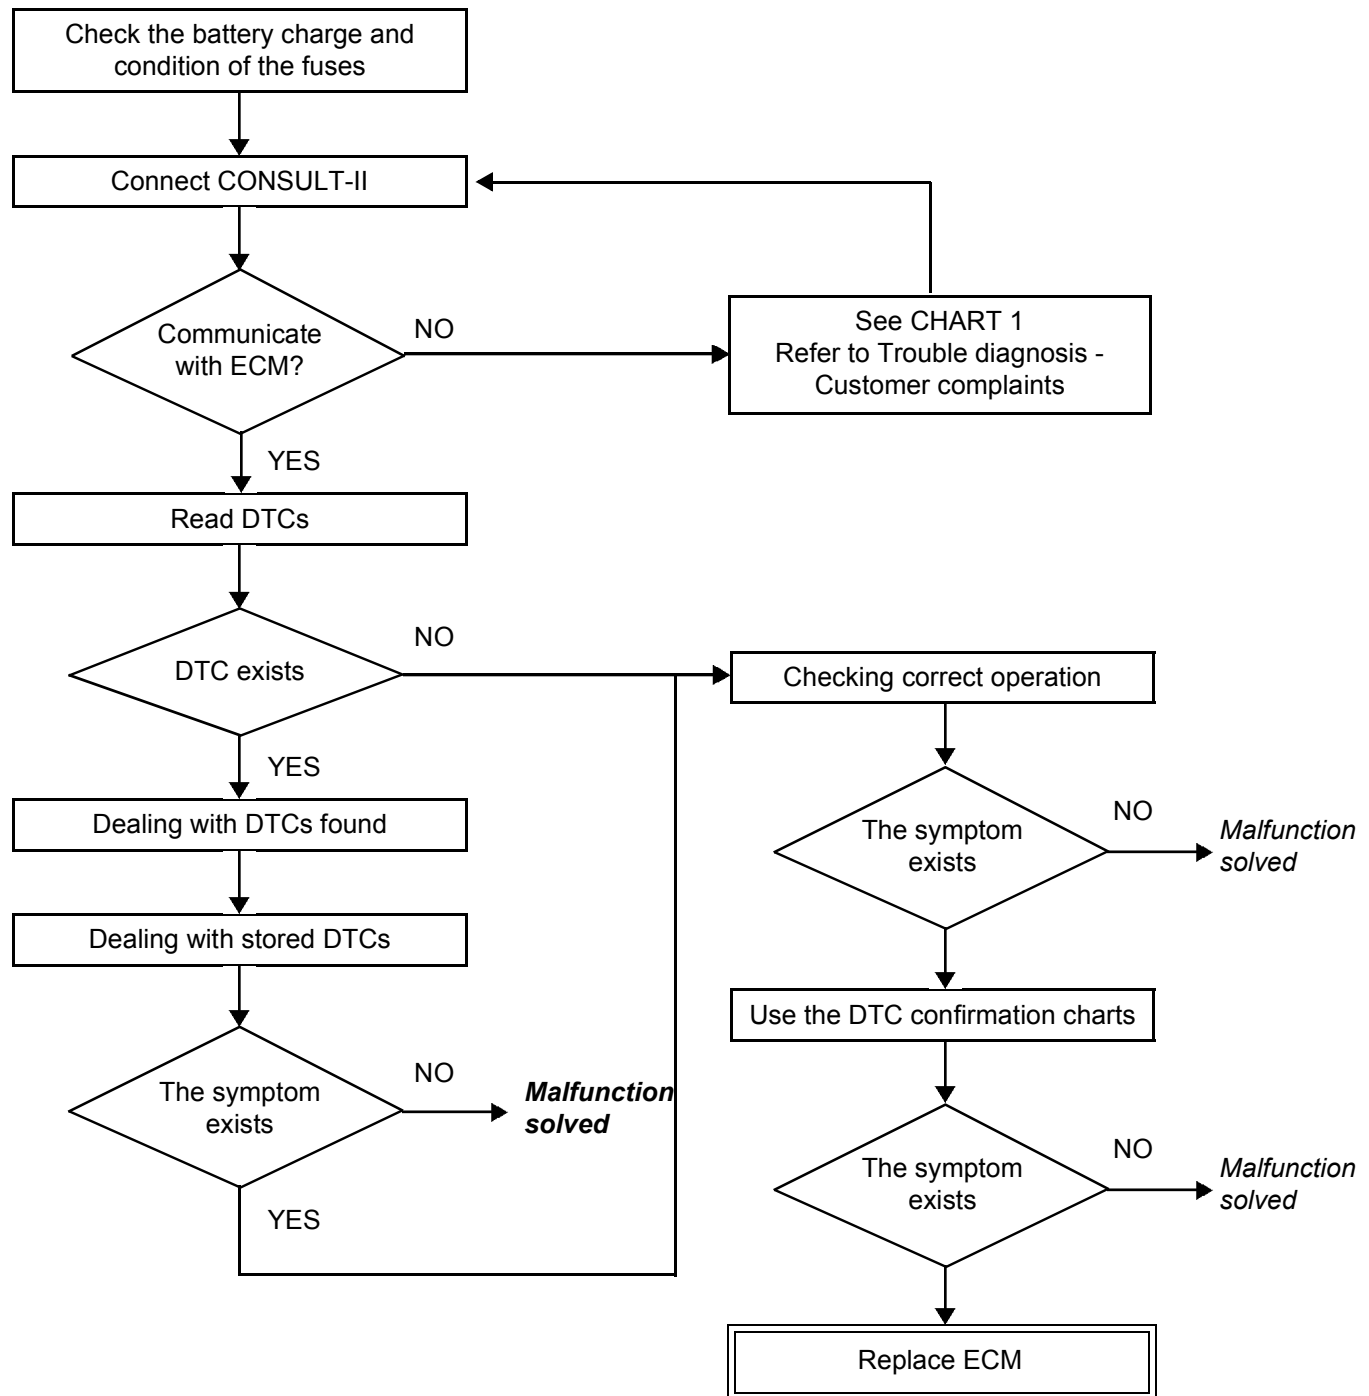 Check the battery charge and
condition of the fuses
Connect CONSULT-II
Communicate
with ECM?
NO
See CHART 1
Refer to Trouble diagnosis -
Customer complaints
YES
Read DTCs
DTC exists
NO
Checking correct operation
YES
Dealing with DTCs found
The symptom
exists
NO
Malfunction
solved
Dealing with stored DTCs
Use the DTC confirmation charts
The symptom
exists
NO
Malfunction
solved
YES
The symptom
exists
NO
Malfunction
solved
Replace ECM